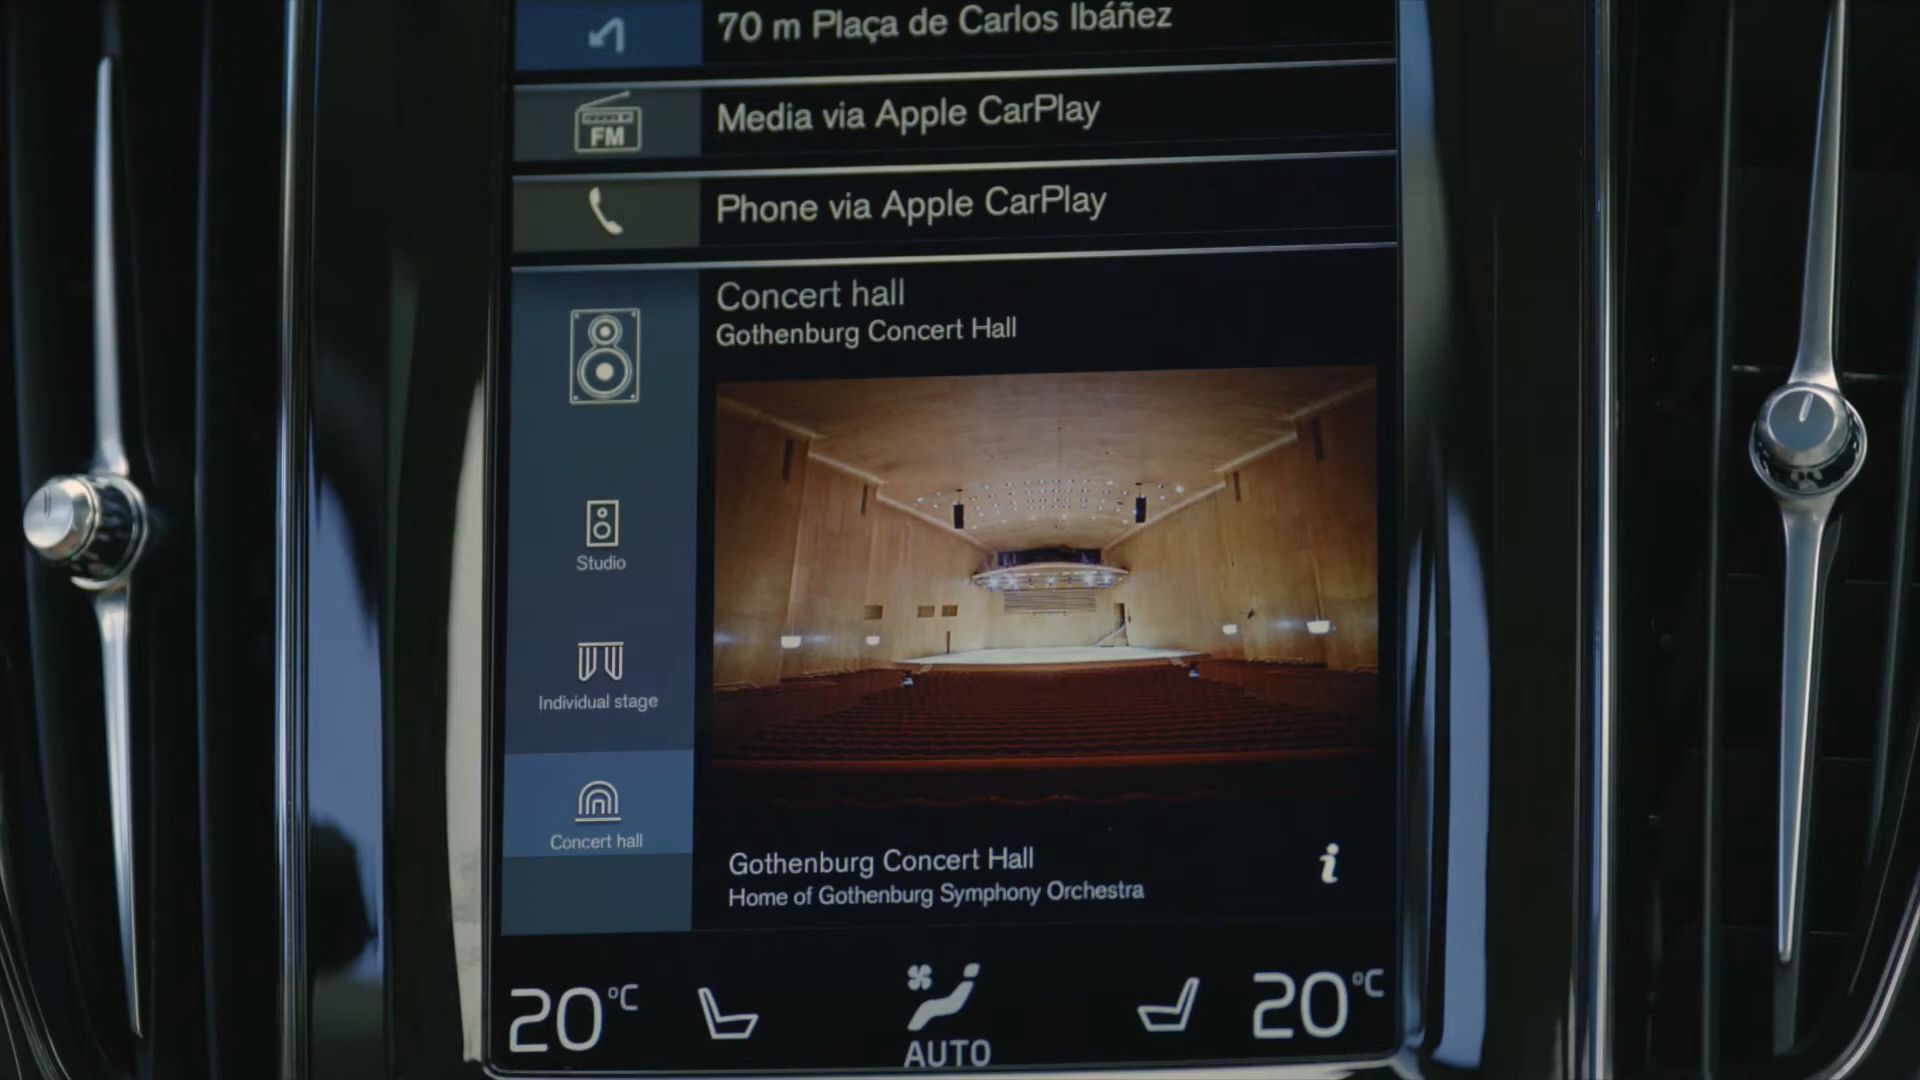 70 m Plaça de Carlos Ibáñez
FM
Media via Apple CarPlay
Phone via Apple CarPlay
Concert hall
Gothenburg Concert Hall
Studio
Individual stage
Concert hall
Gothenburg Concert Hall
Home of Gothenburg Symphony Orchestra
i
20°C
20°C
AUTO